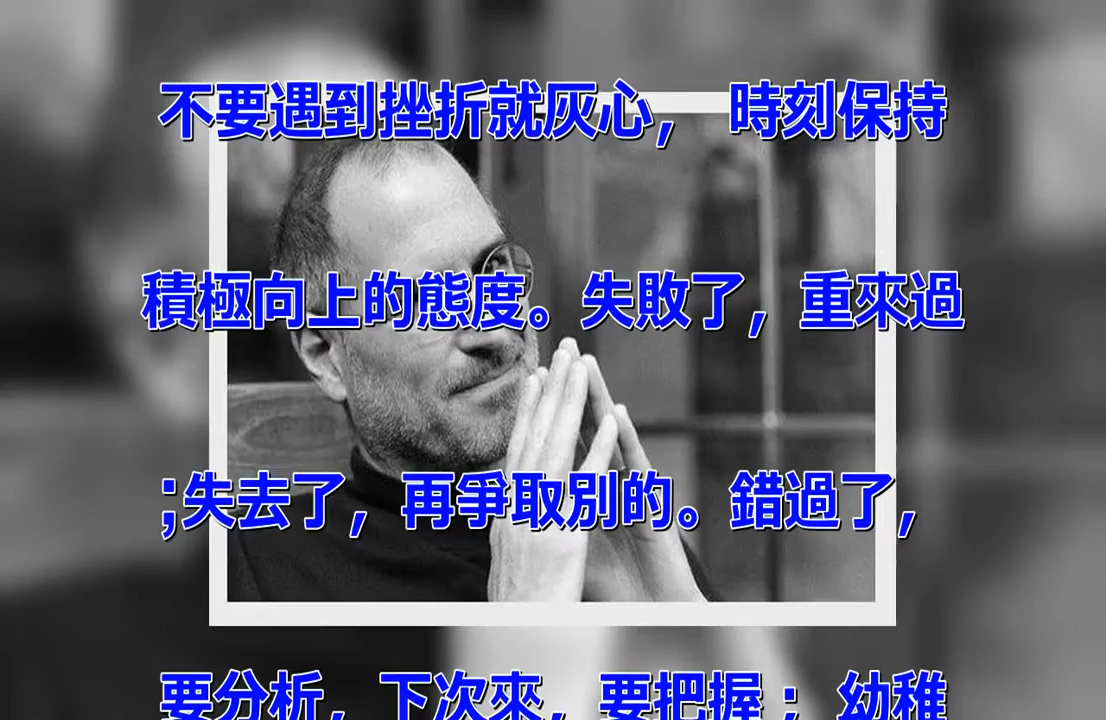 不要遇到挫折就灰心， 時刻保持
積極向上的態度。失敗了，重來過
;失去了，再爭取別的。錯過了，
要分析，下次來，要把握；幼稚